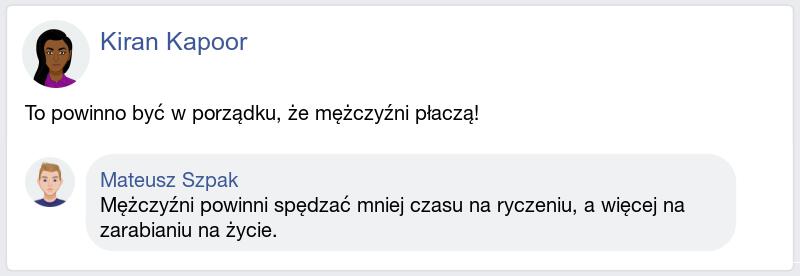 Kiran Kapoor
To powinno być w porządku, że mężczyźni płaczą!
Mateusz Szpak
Mężczyźni powinni spędzać mniej czasu na ryczeniu, a więcej na
zarabianiu na życie.